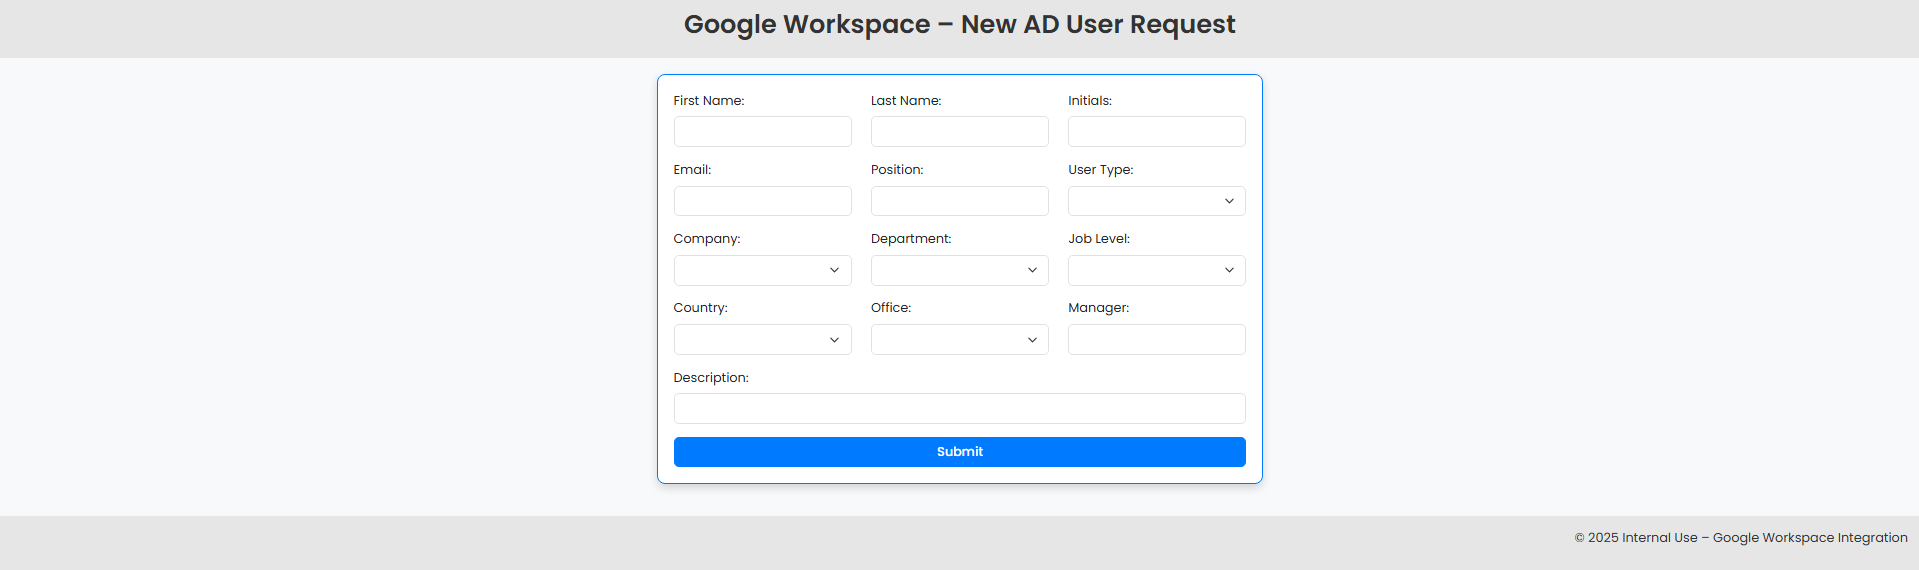 Google Workspace – New AD User Request
First Name: Last Name: Initials:
Email: Position: User Type:
Company: Department: Job Level:
Country: Office: Manager:
Description:
Submit
© 2025 Internal Use – Google Workspace Integration